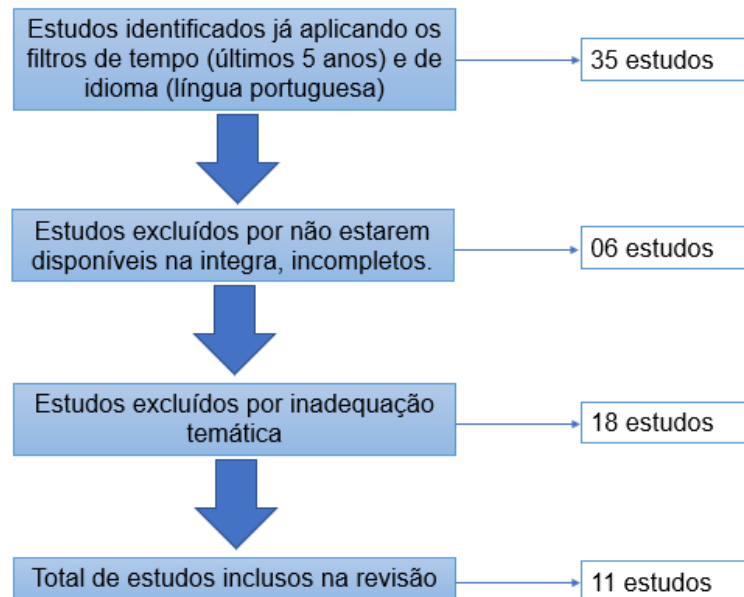 Estudos identificados já aplicando os
filtros de tempo (últimos 5 anos) e de
idioma (língua portuguesa)
35 estudos
Estudos excluídos por não estarem
disponíveis na integra, incompletos.
06 estudos
Estudos excluídos por inadequação
temática
18 estudos
Total de estudos inclusos na revisão
11 estudos